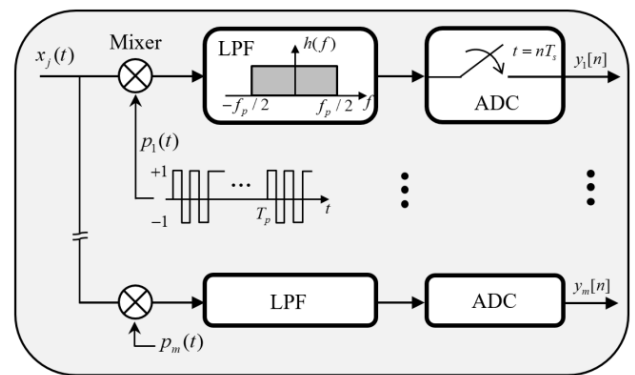 Mixer
x_j(t)
LPF
h(f)
−f_p / 2
f_p / 2
f
t = nT_s
ADC
y_1[n]
p_1(t)
+1
...
−1
T_p
t
LPF
ADC
y_m[n]
p_m(t)